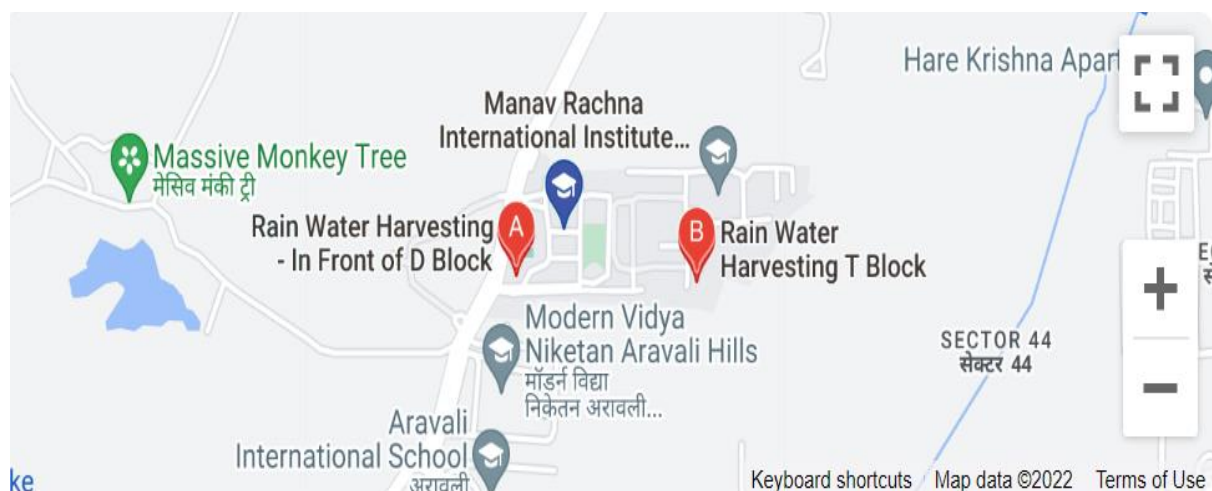 Hare Krishna Apart
Manav Rachna
International Institute...
Massive Monkey Tree
मेसिव मंकी ट्री
Rain Water Harvesting
- In Front of D Block
A
B
Rain Water
Harvesting T Block
Modern Vidya
Niketan Aravali Hills
मॉडर्न विद्या
निकेतन अरावली...
SECTOR 44
सेक्टर 44
Aravali
International School
अरावली
ke
Keyboard shortcuts
Map data ©2022
Terms of Use